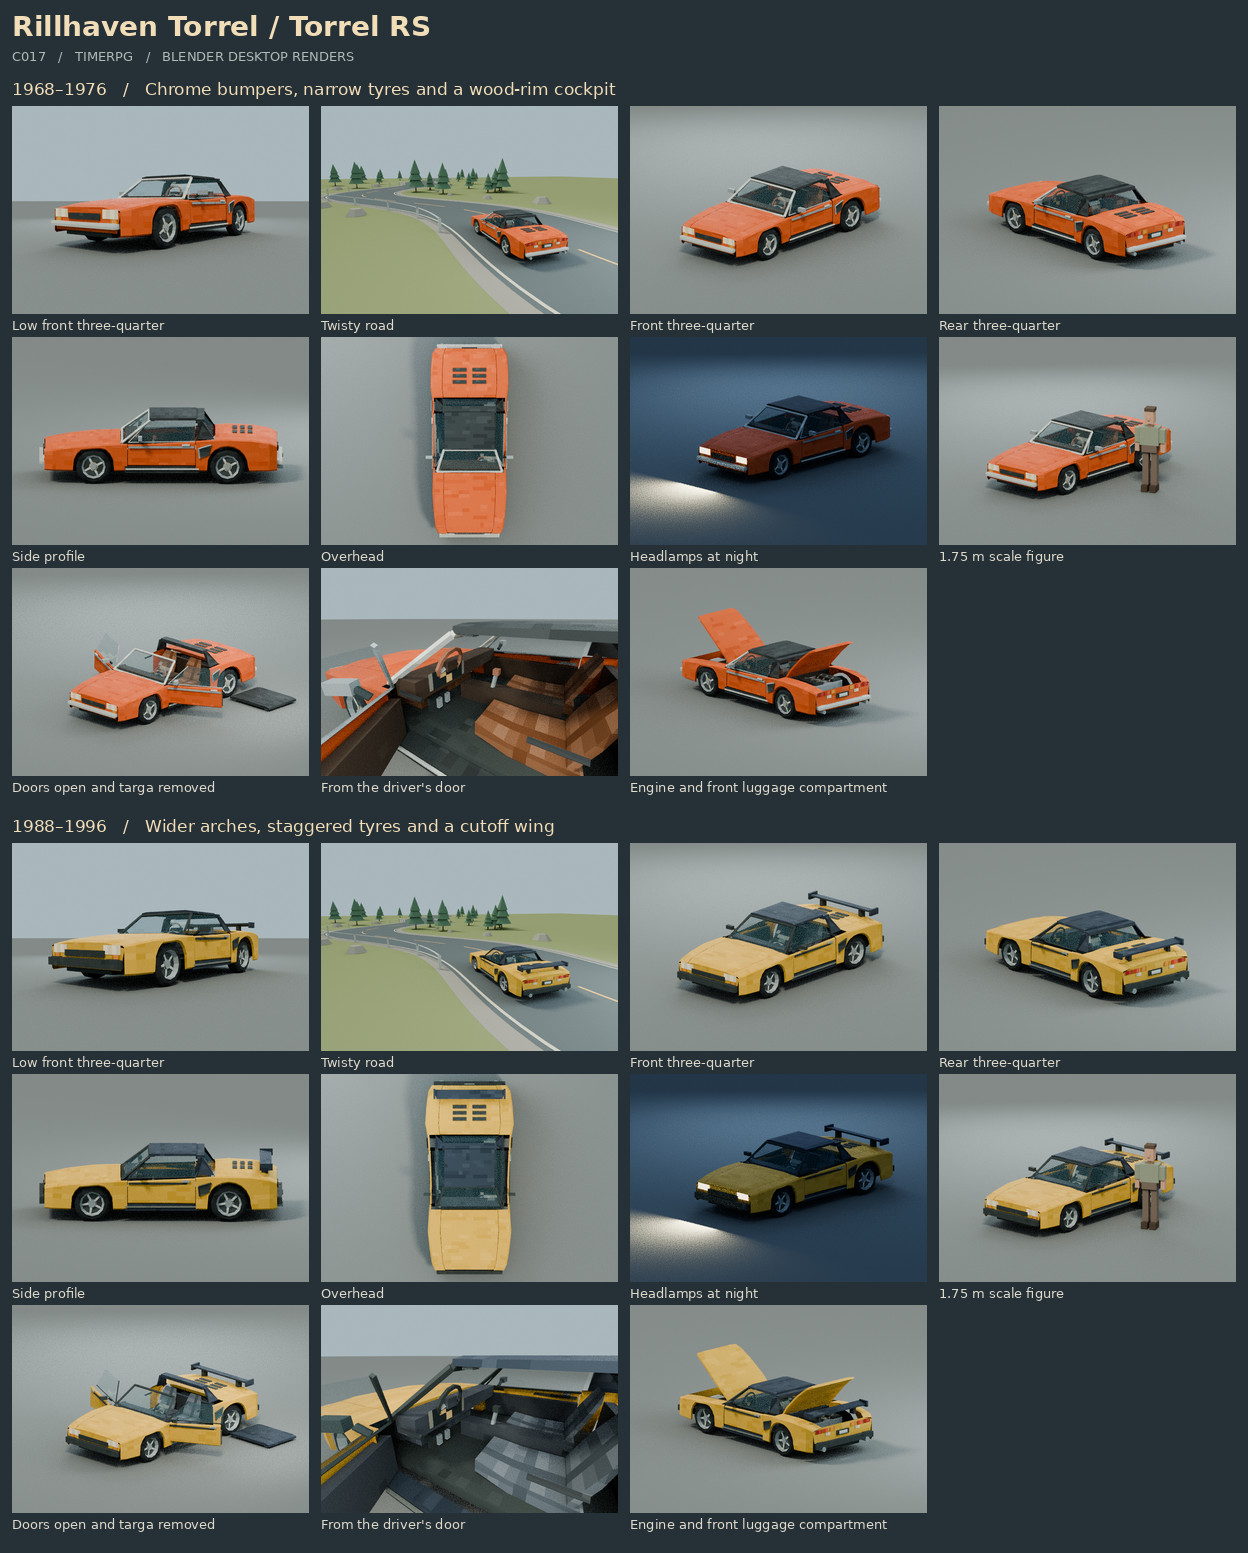 Rillhaven Torrel / Torrel RS
C017 / TIMERPG / BLENDER DESKTOP RENDERS
1968–1976 / Chrome bumpers, narrow tyres and a wood-rim cockpit
Low front three-quarter
Twisty road
Front three-quarter
Rear three-quarter
Side profile
Overhead
Headlamps at night
1.75 m scale figure
Doors open and targa removed
From the driver's door
Engine and front luggage compartment
1988–1996 / Wider arches, staggered tyres and a cutoff wing
Low front three-quarter
Twisty road
Front three-quarter
Rear three-quarter
Side profile
Overhead
Headlamps at night
1.75 m scale figure
Doors open and targa removed
From the driver's door
Engine and front luggage compartment